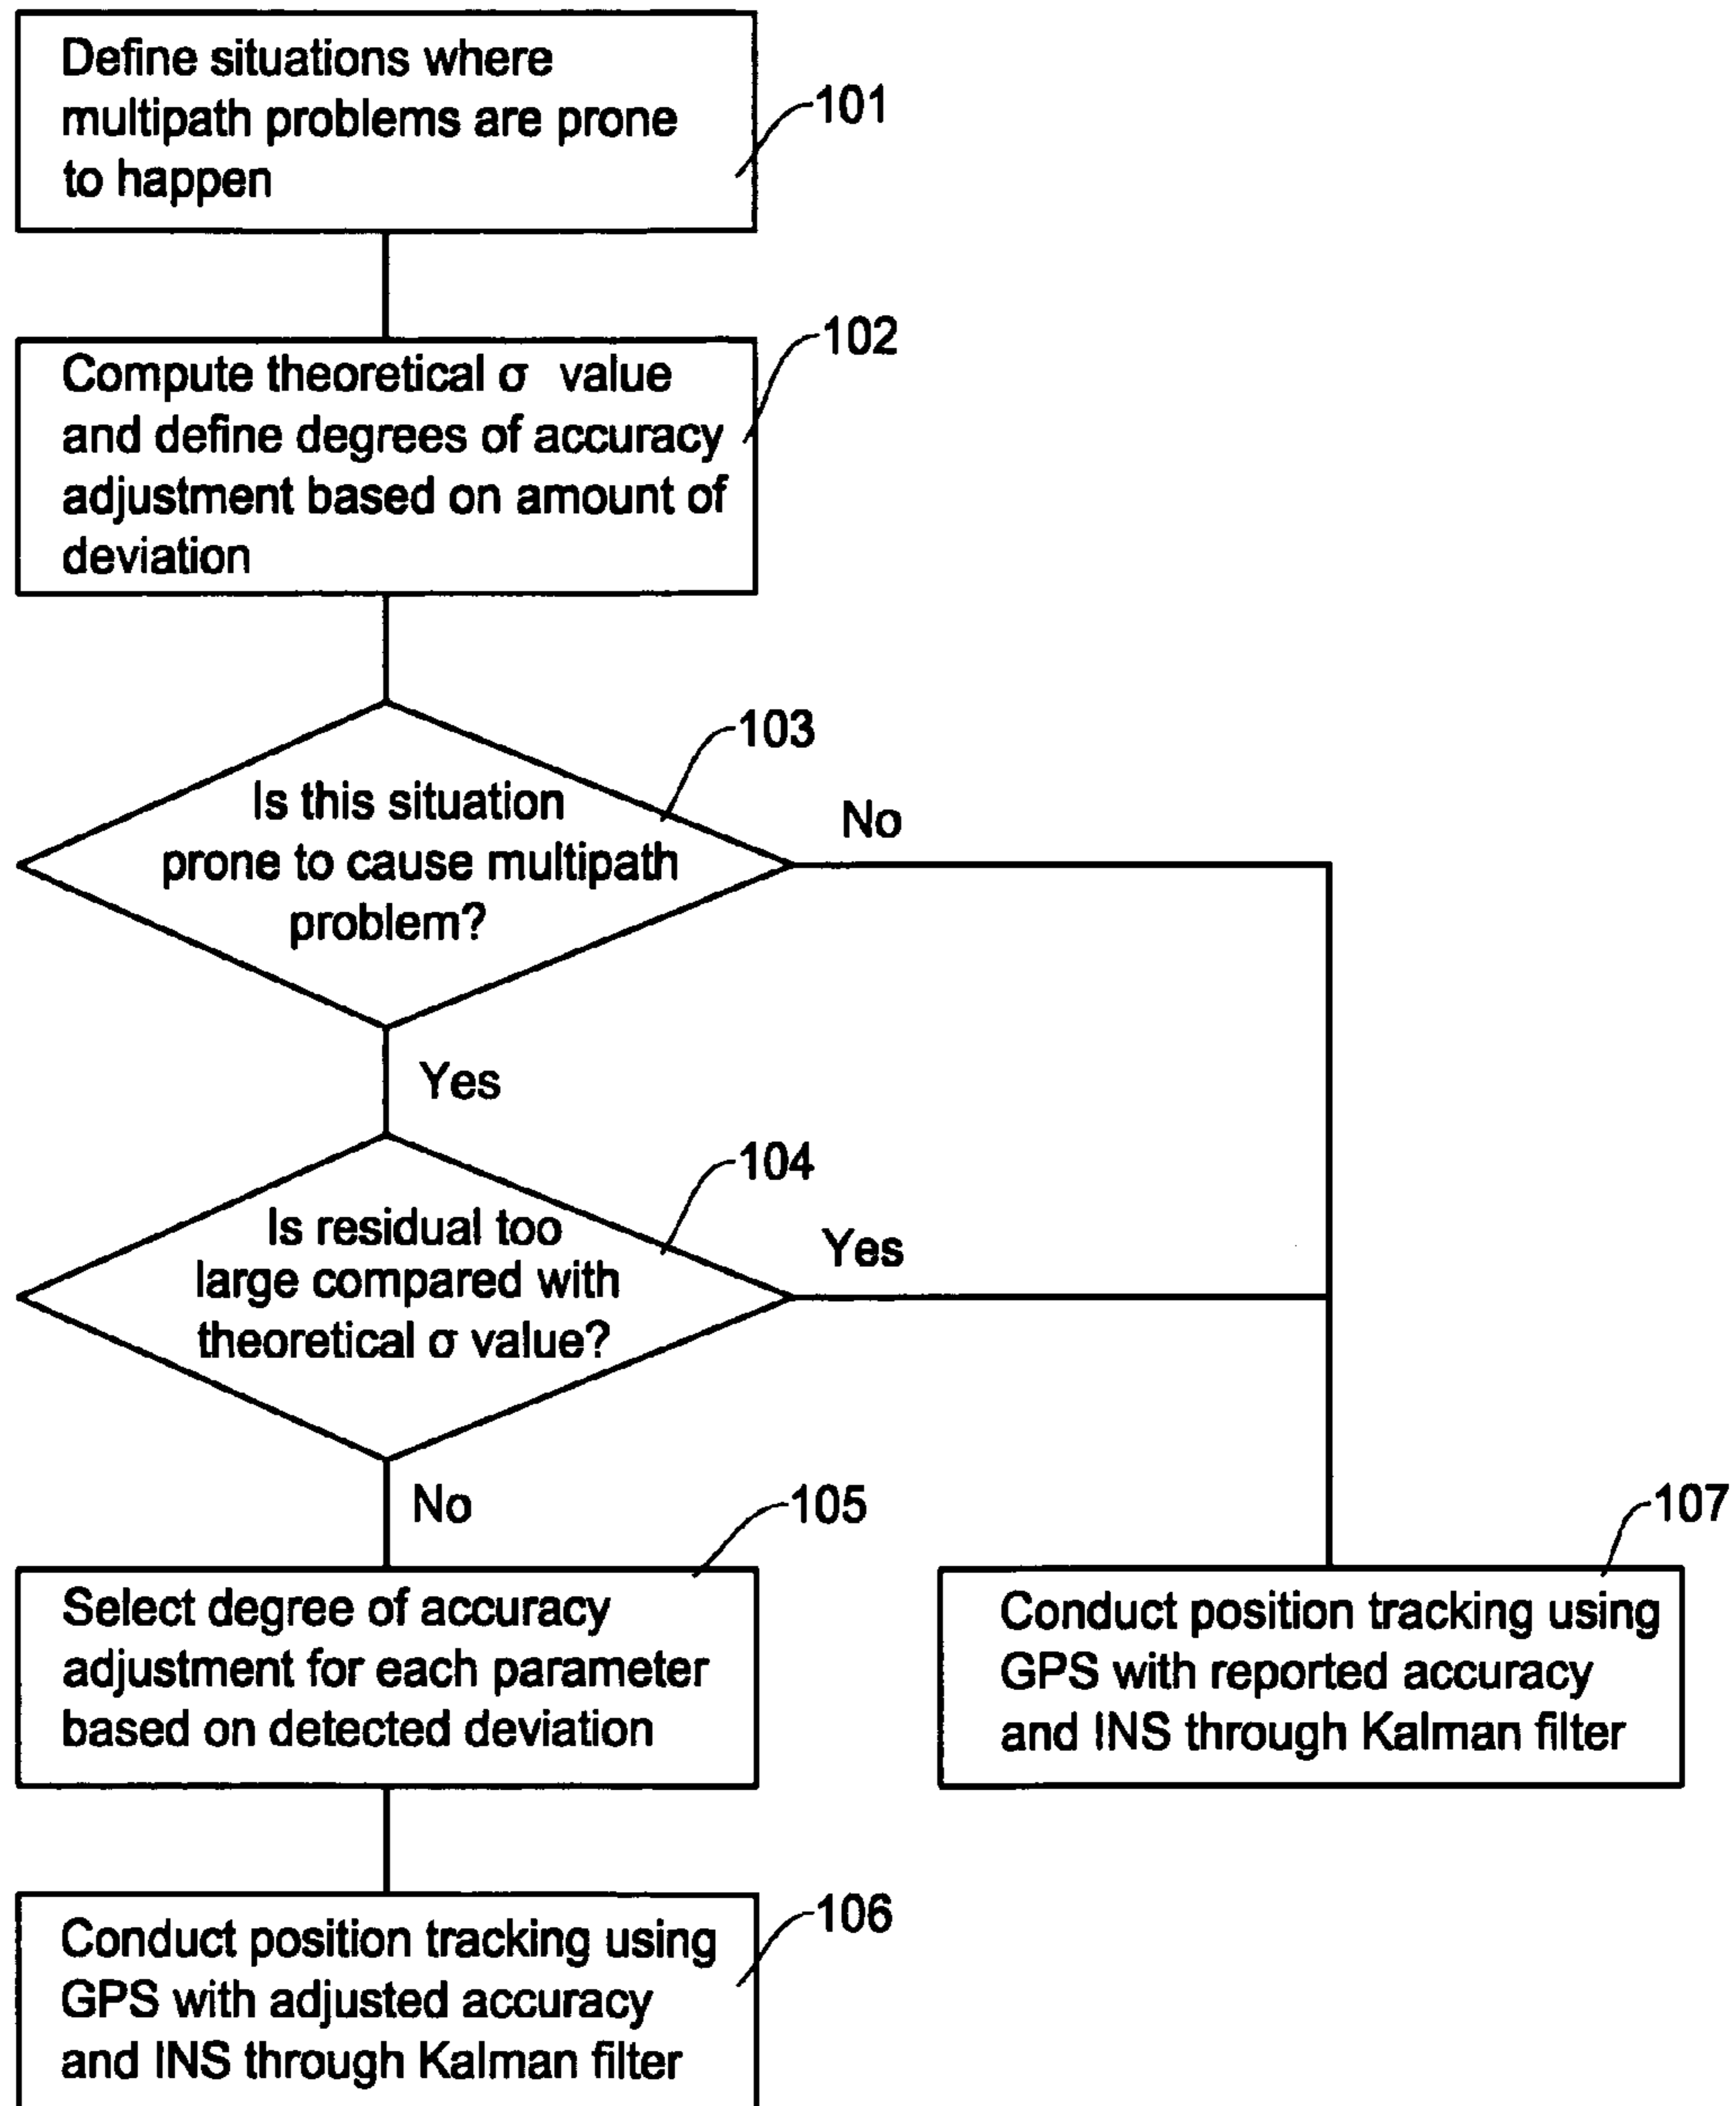 Define situations where
multipath problems are prone
to happen
101
102
Compute theoretical σ value
and define degrees of accuracy
adjustment based on amount of
deviation
103
Is this situation
prone to cause multipath
problem?
No
Yes
104
Is residual too
large compared with
theoretical σ value?
Yes
No
105
Select degree of accuracy
adjustment for each parameter
based on detected deviation
107
Conduct position tracking using
GPS with reported accuracy
and INS through Kalman filter
106
Conduct position tracking using
GPS with adjusted accuracy
and INS through Kalman filter